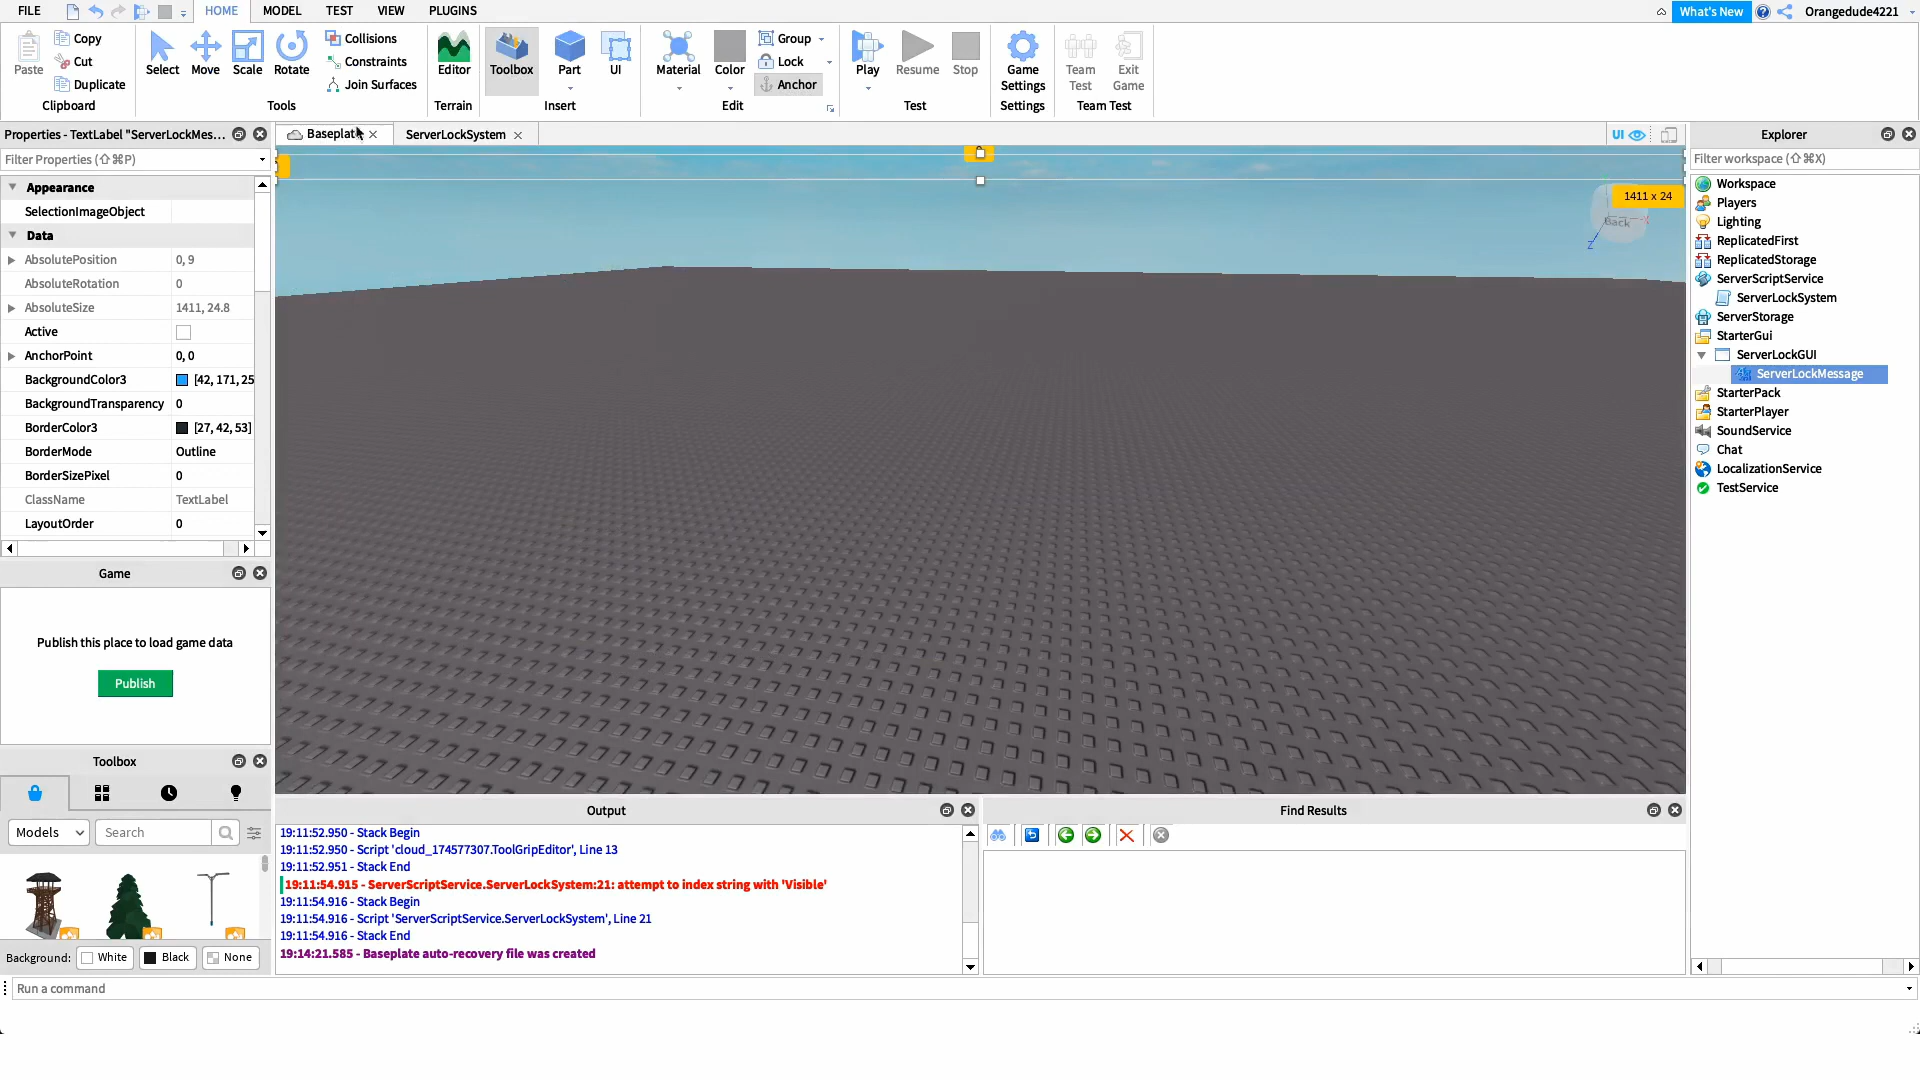 FILE HOME MODEL TEST VIEW PLUGINS What's New Orangedude4221
Paste Copy Cut Duplicate Clipboard
Select Move Scale Rotate Collisions Constraints Join Surfaces Tools
Editor Terrain
Toolbox Part UI Insert
Material Color Group Lock Anchor Edit
Play Resume Stop Test
Game Settings Settings
Team Test Exit Game Team Test
Properties - TextLabel "ServerLockMes...
Filter Properties (⇧⌘P)
Appearance
SelectionImageObject
Data
AbsolutePosition 0, 9
AbsoluteRotation 0
AbsoluteSize 1411, 24.8
Active
AnchorPoint 0, 0
BackgroundColor3 [42, 171, 25
BackgroundTransparency 0
BorderColor3 [27, 42, 53]
BorderMode Outline
BorderSizePixel 0
ClassName TextLabel
LayoutOrder 0
Game
Publish this place to load game data
Publish
Toolbox
Models Search
Background: White Black None
Baseplate ServerLockSystem UI
1411 x 24
Back
Z
Output
19:11:52.950 - Stack Begin
19:11:52.950 - Script 'cloud_174577307.ToolGripEditor', Line 13
19:11:52.951 - Stack End
19:11:54.915 - ServerScriptService.ServerLockSystem:21: attempt to index string with 'Visible'
19:11:54.916 - Stack Begin
19:11:54.916 - Script 'ServerScriptService.ServerLockSystem', Line 21
19:11:54.916 - Stack End
19:14:21.585 - Baseplate auto-recovery file was created
Find Results
Explorer
Filter workspace (⇧⌘X)
Workspace
Players
Lighting
ReplicatedFirst
ReplicatedStorage
ServerScriptService
ServerLockSystem
ServerStorage
StarterGui
ServerLockGUI
ServerLockMessage
StarterPack
StarterPlayer
SoundService
Chat
LocalizationService
TestService
Run a command